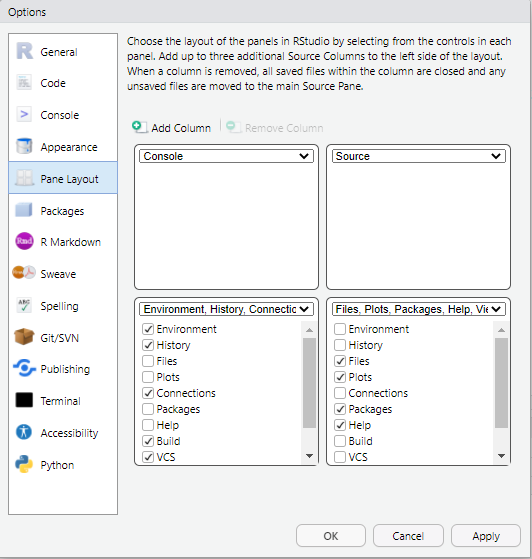 Options
General
Code
Console
Appearance
Pane Layout
Packages
R Markdown
Sweave
Spelling
Git/SVN
Publishing
Terminal
Accessibility
Python
Choose the layout of the panels in RStudio by selecting from the controls in each
panel. Add up to three additional Source Columns to the left side of the layout.
When a column is removed, all saved files within the column are closed and any
unsaved files are moved to the main Source Pane.
Add Column Remove Column
Console Source
Environment, History, Connectic Files, Plots, Packages, Help, Vie
Environment Environment
History History
Files Files
Plots Plots
Connections Connections
Packages Packages
Help Help
Build Build
VCS VCS
OK Cancel Apply